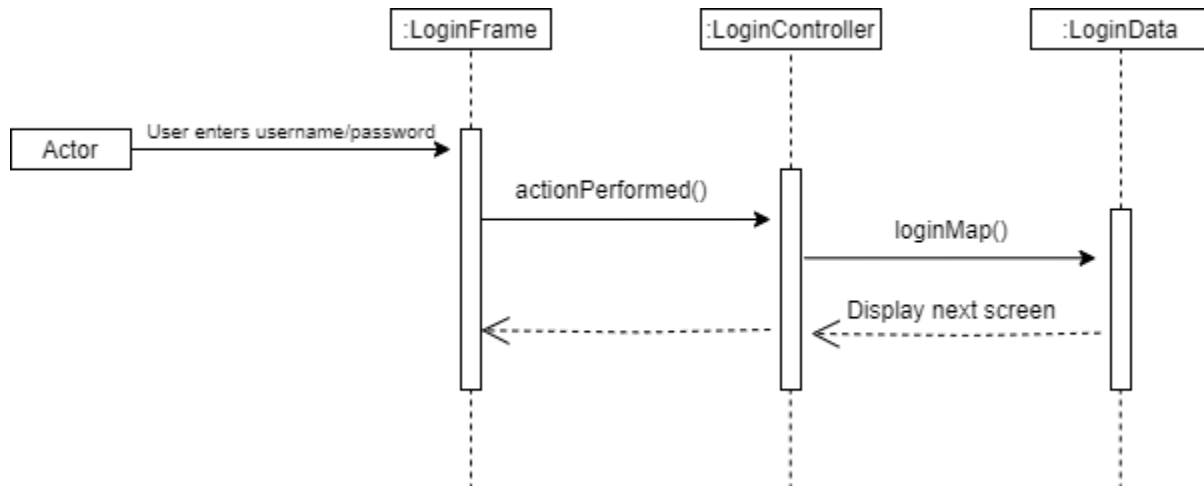 :LoginFrame
:LoginController
:LoginData
User enters username/password
Actor
actionPerformed()
loginMap()
Display next screen